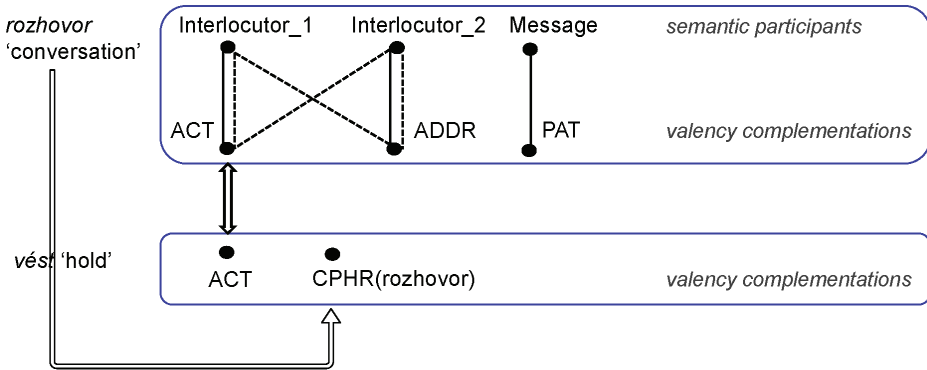 rozhovor
‘conversation’
Interlocutor_1 Interlocutor_2 Message semantic participants
ACT ADDR PAT valency complementations
vést ‘hold’
ACT CPHR(rozhovor) valency complementations